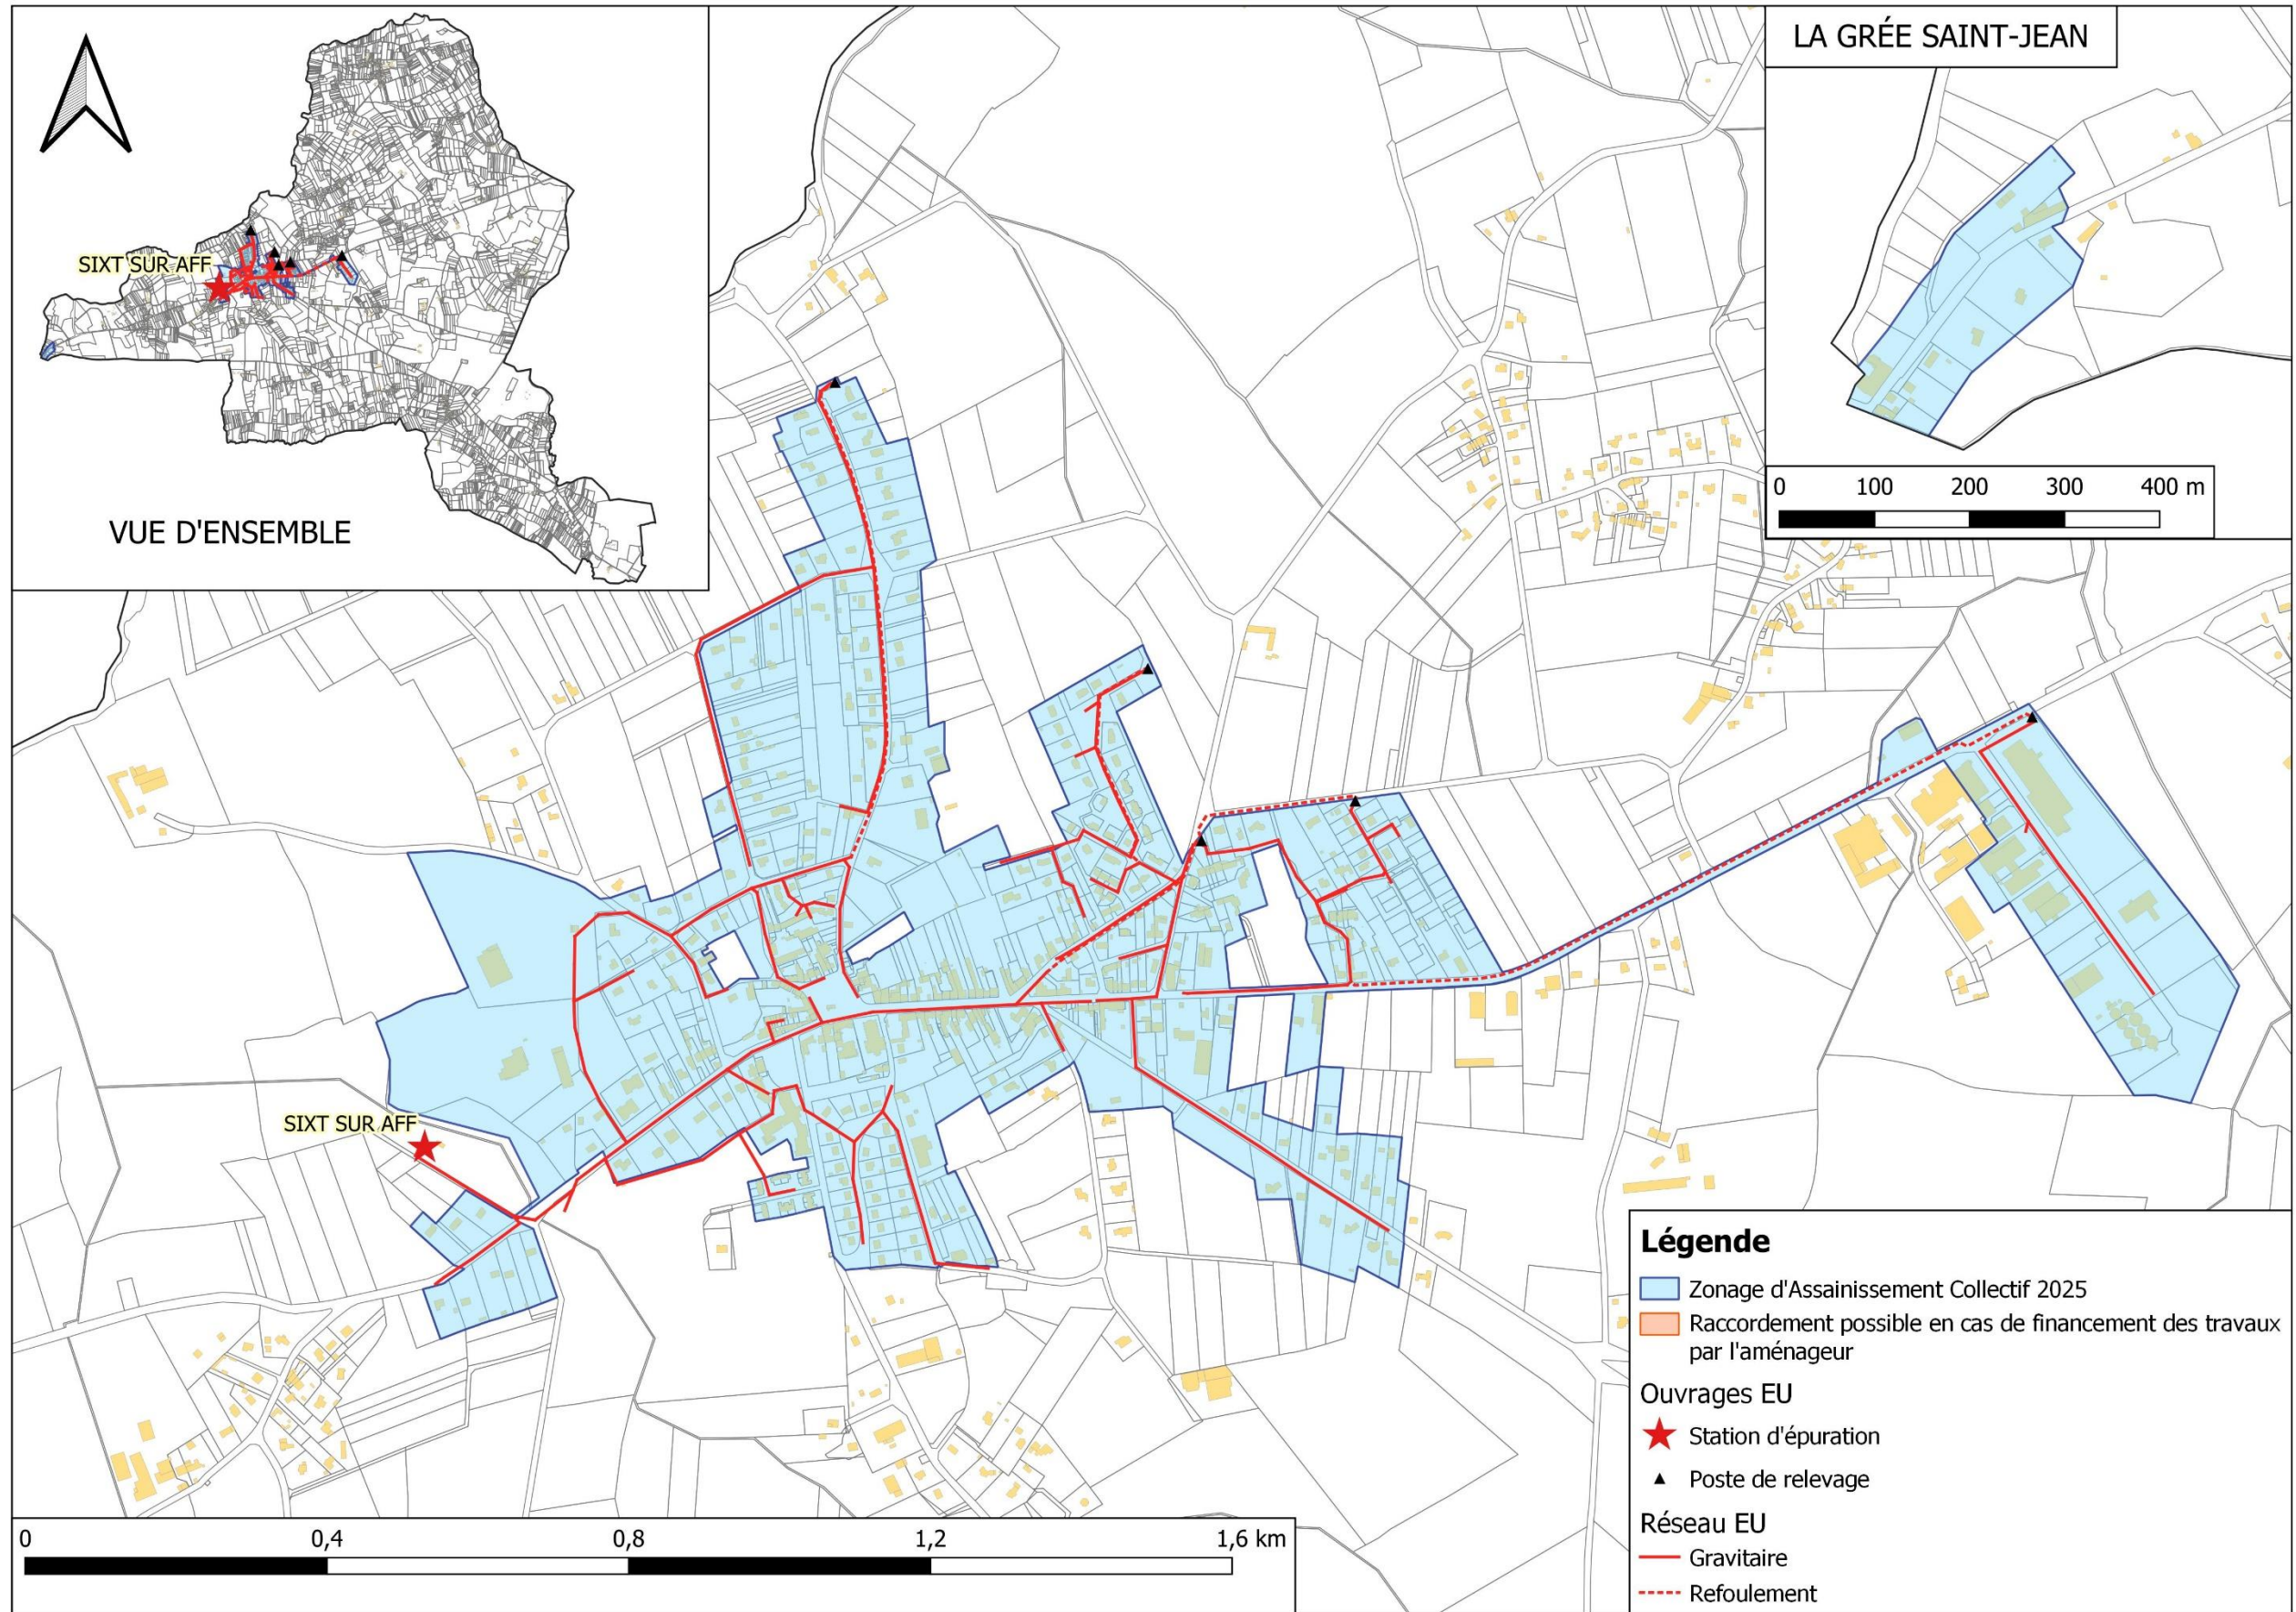 SIXT SUR AFF
VUE D'ENSEMBLE
LA GRÉE SAINT-JEAN
0 100 200 300 400 m
SIXT SUR AFF
0 0,4 0,8 1,2 1,6 km
Légende
Zonage d'Assainissement Collectif 2025
Raccordement possible en cas de financement des travaux
par l'aménageur
Ouvrages EU
Station d'épuration
Poste de relevage
Réseau EU
Gravitaire
Refoulement